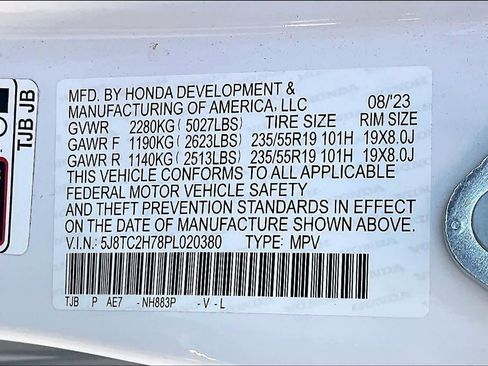 TJB JB
MFD. BY HONDA DEVELOPMENT &
MANUFACTURING OF AMERICA, LLC 08/'23
GVWR 2280KG (5027LBS) TIRE SIZE RIM SIZE
GAWR F 1190KG (2623LBS) 235/55R19 101H 19X8.0J
GAWR R 1140KG (2513LBS) 235/55R19 101H 19X8.0J
THIS VEHICLE CONFORMS TO ALL APPLICABLE
FEDERAL MOTOR VEHICLE SAFETY
AND THEFT PREVENTION STANDARDS IN EFFECT
ON THE DATE OF MANUFACTURE SHOWN ABOVE.
V.I.N.: 5J8TC2H78PL020380 TYPE: MPV
TJB P AE7 - NH883P - V - L